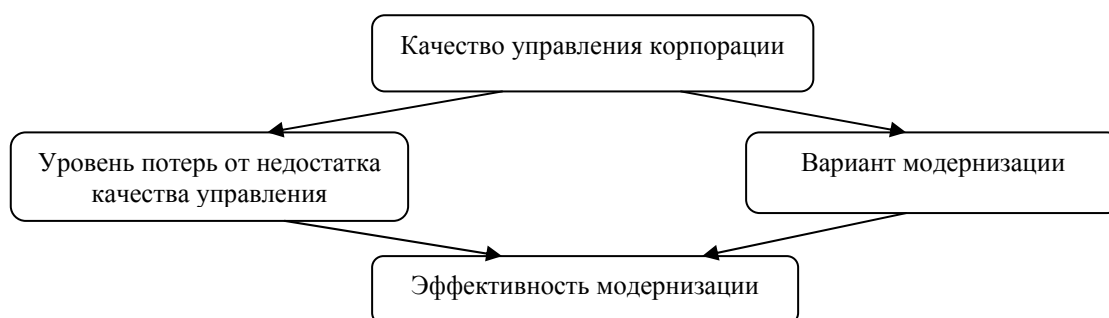 Качество управления корпорации
Уровень потерь от недостатка
качества управления
Вариант модернизации
Эффективность модернизации